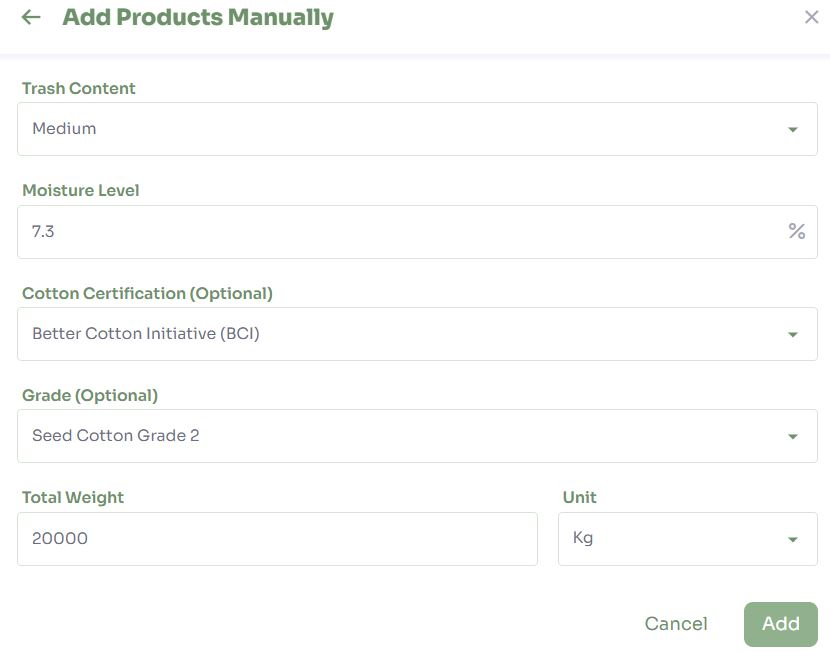 Add Products Manually
Trash Content
Medium
Moisture Level
7.3 %
Cotton Certification (Optional)
Better Cotton Initiative (BCI)
Grade (Optional)
Seed Cotton Grade 2
Total Weight Unit
20000 Kg
Cancel Add